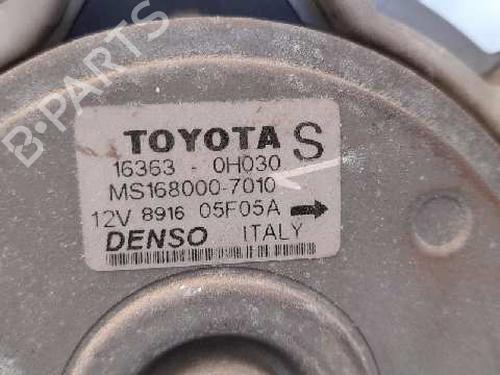 B-PARTS
TOYOTA S
16363 - 0H030
MS168000-7010
12V 8916 05F05A →
DENSO ITALY